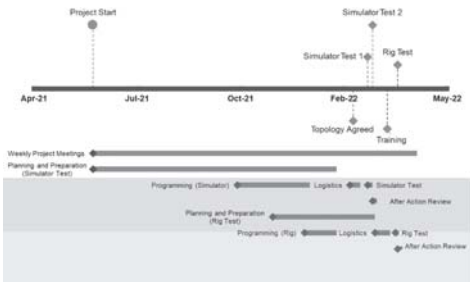 Project Start
Simulator Test 2
Simulator Test 1
Rig Test
Apr-21
Jul-21
Oct-21
Feb-22
May-22
Topology Agreed
Training
Weekly Project Meetings
Planning and Preparation
(Simulator Test)
Programming (Simulator)
Logistics
Simulator Test
After Action Review
Planning and Preparation
(Rig Test)
Programming (Rig)
Logistics
Rig Test
After Action Review